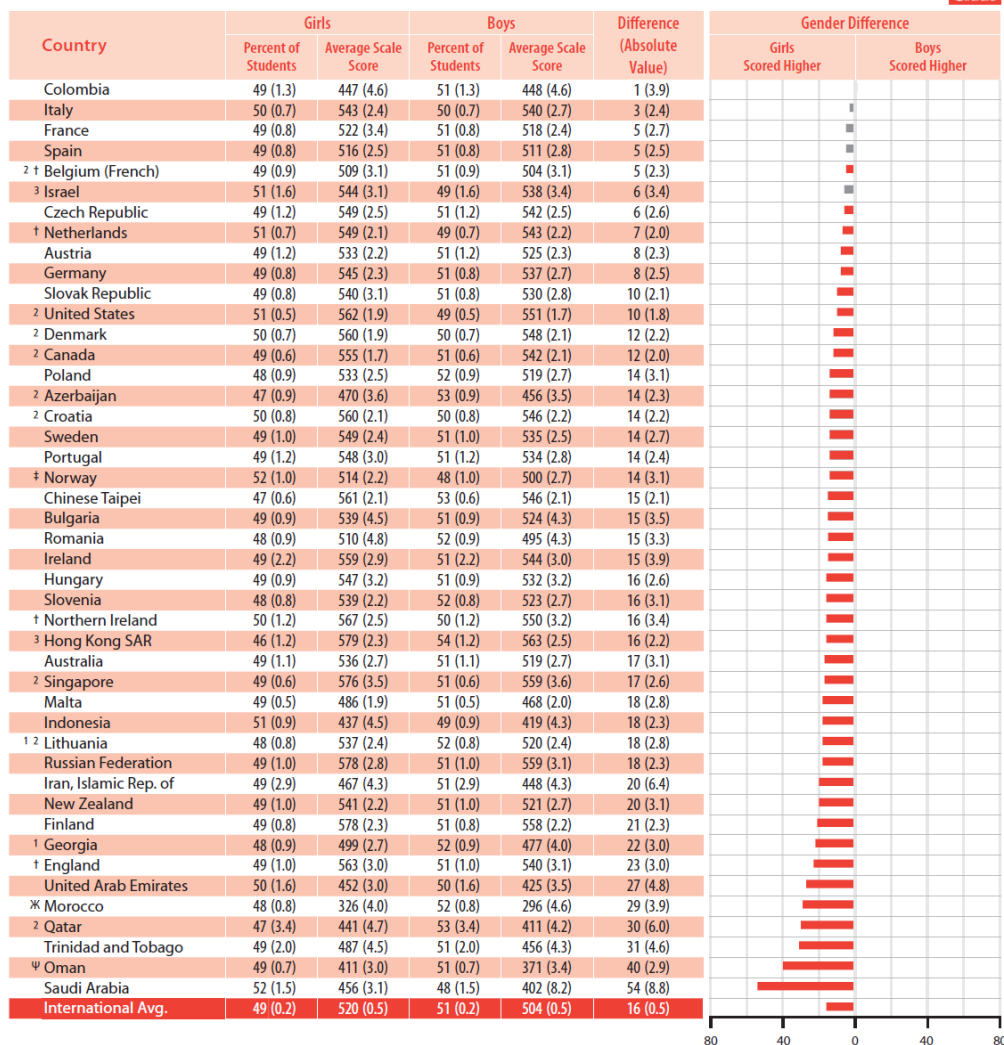 Country Girls Boys Difference (Absolute Value) Gender Difference
Percent of Students Average Scale Score Percent of Students Average Scale Score Girls Scored Higher Boys Scored Higher
Colombia 49 (1.3) 447 (4.6) 51 (1.3) 448 (4.6) 1 (3.9)
Italy 50 (0.7) 543 (2.4) 50 (0.7) 540 (2.7) 3 (2.4)
France 49 (0.8) 522 (3.4) 51 (0.8) 518 (2.4) 5 (2.7)
Spain 49 (0.8) 516 (2.5) 51 (0.8) 511 (2.8) 5 (2.5)
2 † Belgium (French) 49 (0.9) 509 (3.1) 51 (0.9) 504 (3.1) 5 (2.3)
3 Israel 51 (1.6) 544 (3.1) 49 (1.6) 538 (3.4) 6 (3.4)
Czech Republic 49 (1.2) 549 (2.5) 51 (1.2) 542 (2.5) 6 (2.6)
† Netherlands 51 (0.7) 549 (2.1) 49 (0.7) 543 (2.2) 7 (2.0)
Austria 49 (1.2) 533 (2.2) 51 (1.2) 525 (2.3) 8 (2.3)
Germany 49 (0.8) 545 (2.3) 51 (0.8) 537 (2.7) 8 (2.5)
Slovak Republic 49 (0.8) 540 (3.1) 51 (0.8) 530 (2.8) 10 (2.1)
2 United States 51 (0.5) 562 (1.9) 49 (0.5) 551 (1.7) 10 (1.8)
2 Denmark 50 (0.7) 560 (1.9) 50 (0.7) 548 (2.1) 12 (2.2)
2 Canada 49 (0.6) 555 (1.7) 51 (0.6) 542 (2.1) 12 (2.0)
Poland 48 (0.9) 533 (2.5) 52 (0.9) 519 (2.7) 14 (3.1)
2 Azerbaijan 47 (0.9) 470 (3.6) 53 (0.9) 456 (3.5) 14 (2.3)
2 Croatia 50 (0.8) 560 (2.1) 50 (0.8) 546 (2.2) 14 (2.2)
Sweden 49 (1.0) 549 (2.4) 51 (1.0) 535 (2.5) 14 (2.7)
Portugal 49 (1.2) 548 (3.0) 51 (1.2) 534 (2.8) 14 (2.4)
‡ Norway 52 (1.0) 514 (2.2) 48 (1.0) 500 (2.7) 14 (3.1)
Chinese Taipei 47 (0.6) 561 (2.1) 53 (0.6) 546 (2.1) 15 (2.1)
Bulgaria 49 (0.9) 539 (4.5) 51 (0.9) 524 (4.3) 15 (3.5)
Romania 48 (0.9) 510 (4.8) 52 (0.9) 495 (4.3) 15 (3.3)
Ireland 49 (2.2) 559 (2.9) 51 (2.2) 544 (3.0) 15 (3.9)
Hungary 49 (0.9) 547 (3.2) 51 (0.9) 532 (3.2) 16 (2.6)
Slovenia 48 (0.8) 539 (2.2) 52 (0.8) 523 (2.7) 16 (3.1)
† Northern Ireland 50 (1.2) 567 (2.5) 50 (1.2) 550 (3.2) 16 (3.4)
3 Hong Kong SAR 46 (1.2) 579 (2.3) 54 (1.2) 563 (2.5) 16 (2.2)
Australia 49 (1.1) 536 (2.7) 51 (1.1) 519 (2.7) 17 (3.1)
2 Singapore 49 (0.6) 576 (3.5) 51 (0.6) 559 (3.6) 17 (2.6)
Malta 49 (0.5) 486 (1.9) 51 (0.5) 468 (2.0) 18 (2.8)
Indonesia 51 (0.9) 437 (4.5) 49 (0.9) 419 (4.3) 18 (2.3)
1 2 Lithuania 48 (0.8) 537 (2.4) 52 (0.8) 520 (2.4) 18 (2.8)
Russian Federation 49 (1.0) 578 (2.8) 51 (1.0) 559 (3.1) 18 (2.3)
Iran, Islamic Rep. of 49 (2.9) 467 (4.3) 51 (2.9) 448 (4.3) 20 (6.4)
New Zealand 49 (1.0) 541 (2.2) 51 (1.0) 521 (2.7) 20 (3.1)
Finland 49 (0.8) 578 (2.3) 51 (0.8) 558 (2.2) 21 (2.3)
1 Georgia 48 (0.9) 499 (2.7) 52 (0.9) 477 (4.0) 22 (3.0)
† England 49 (1.0) 563 (3.0) 51 (1.0) 540 (3.1) 23 (3.0)
United Arab Emirates 50 (1.6) 452 (3.0) 50 (1.6) 425 (3.5) 27 (4.8)
Ж Morocco 48 (0.8) 326 (4.0) 52 (0.8) 296 (4.6) 29 (3.9)
2 Qatar 47 (3.4) 441 (4.7) 53 (3.4) 411 (4.2) 30 (6.0)
Trinidad and Tobago 49 (2.0) 487 (4.5) 51 (2.0) 456 (4.3) 31 (4.6)
Ψ Oman 49 (0.7) 411 (3.0) 51 (0.7) 371 (3.4) 40 (2.9)
Saudi Arabia 52 (1.5) 456 (3.1) 48 (1.5) 402 (8.2) 54 (8.8)
International Avg. 49 (0.2) 520 (0.5) 51 (0.2) 504 (0.5) 16 (0.5)
80 40 0 40 80